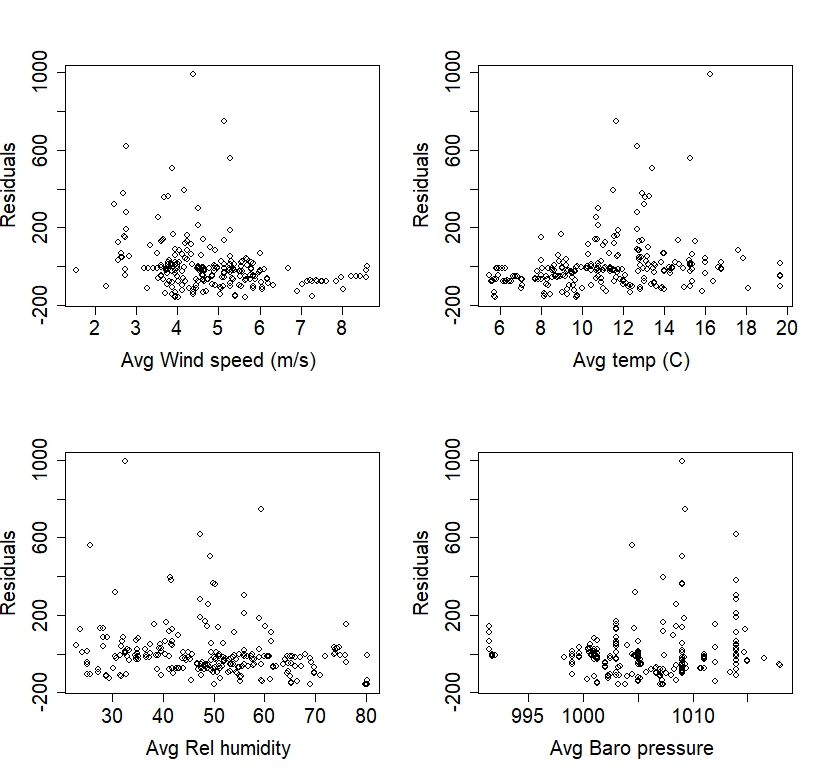 Residuals
-200 200 600 1000
2 3 4 5 6 7 8
Avg Wind speed (m/s)
Residuals
-200 200 600 1000
6 8 10 12 14 16 18 20
Avg temp (C)
Residuals
-200 200 600 1000
30 40 50 60 70 80
Avg Rel humidity
Residuals
-200 200 600 1000
995 1000 1010
Avg Baro pressure